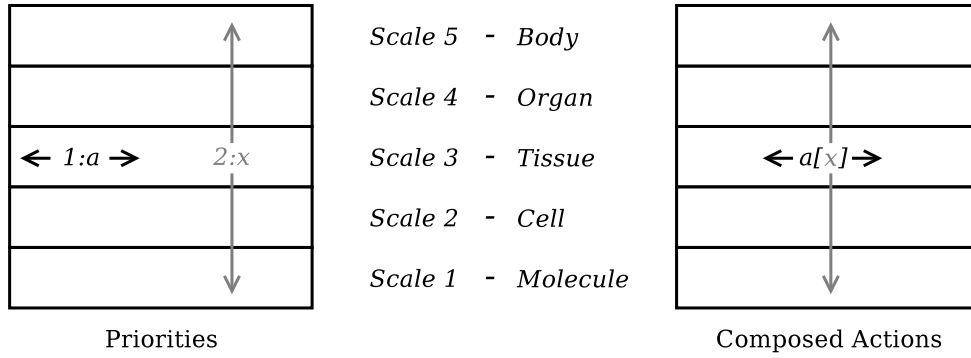 Scale 5 - Body
Scale 4 - Organ
1:a 2:x Scale 3 - Tissue a[x]
Scale 2 - Cell
Scale 1 - Molecule
Priorities Composed Actions